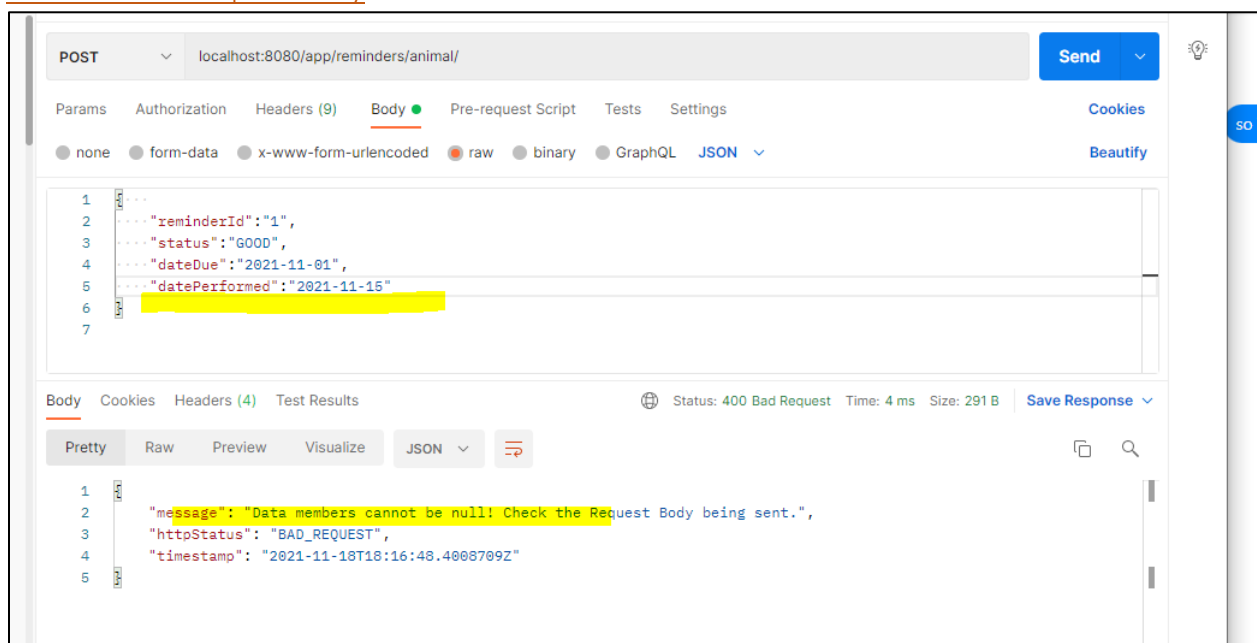 POST localhost:8080/app/reminders/animal/ Send
Params Authorization Headers (9) Body Pre-request Script Tests Settings Cookies
none form-data x-www-form-urlencoded raw binary GraphQL JSON Beautify
1 {
2 "reminderId":"1",
3 "status":"GOOD",
4 "dateDue":"2021-11-01",
5 "datePerformed":"2021-11-15"
6 }
7
so
Body Cookies Headers (4) Test Results Status: 400 Bad Request Time: 4 ms Size: 291 B Save Response
Pretty Raw Preview Visualize JSON
1 {
2 "message": "Data members cannot be null! Check the Request Body being sent.",
3 "httpStatus": "BAD_REQUEST",
4 "timestamp": "2021-11-18T18:16:48.4008709Z"
5 }